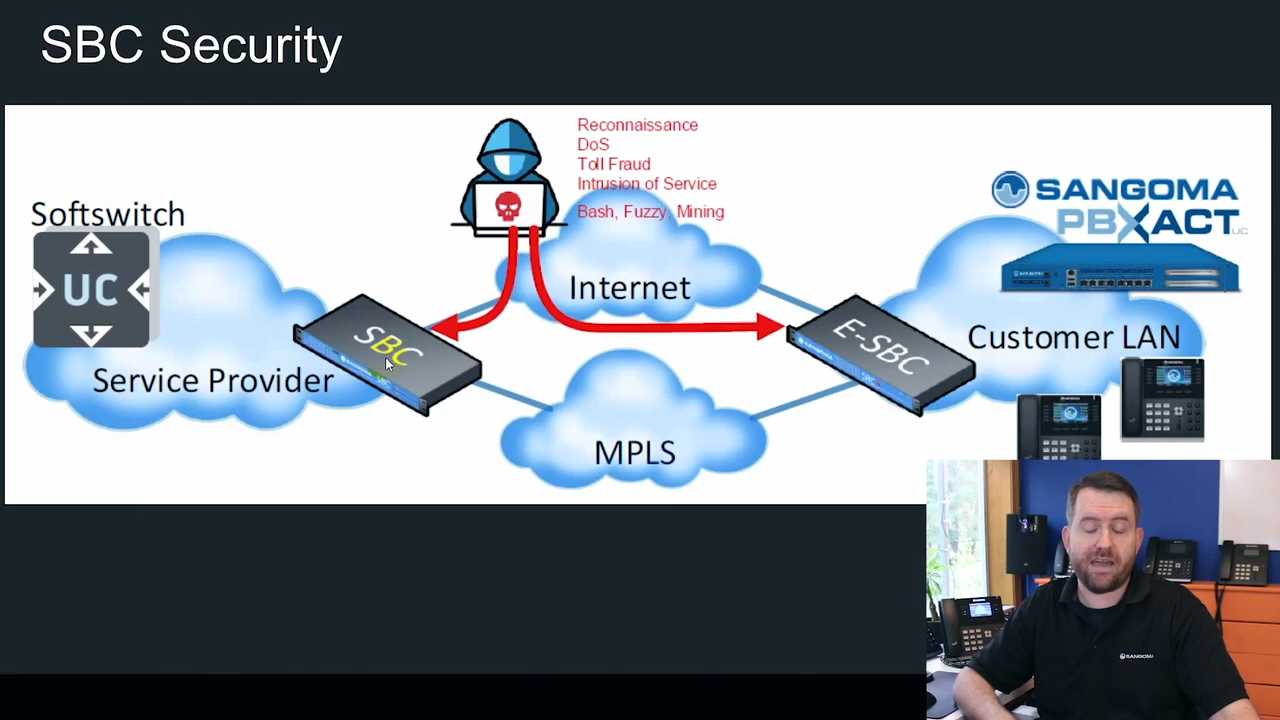 SBC Security
Reconnaissance
DoS
Toll Fraud
Intrusion of Service
Bash, Fuzzy, Mining
Softswitch
UC
Service Provider
SBC
Internet
MPLS
E-SBC
SANGOMA
PBXACT
UC
Customer LAN
SANGOMA